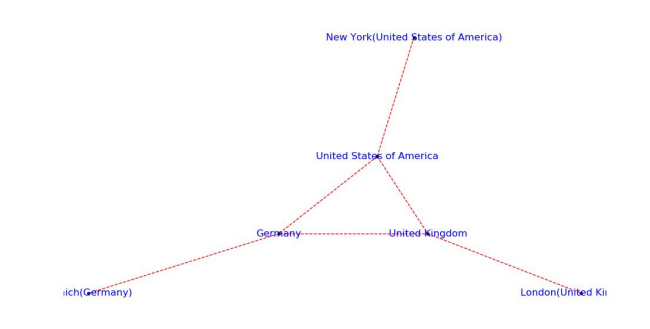 New York(United States of America)
United States of America
Germany
United Kingdom
ich(Germany)
London(United Ki